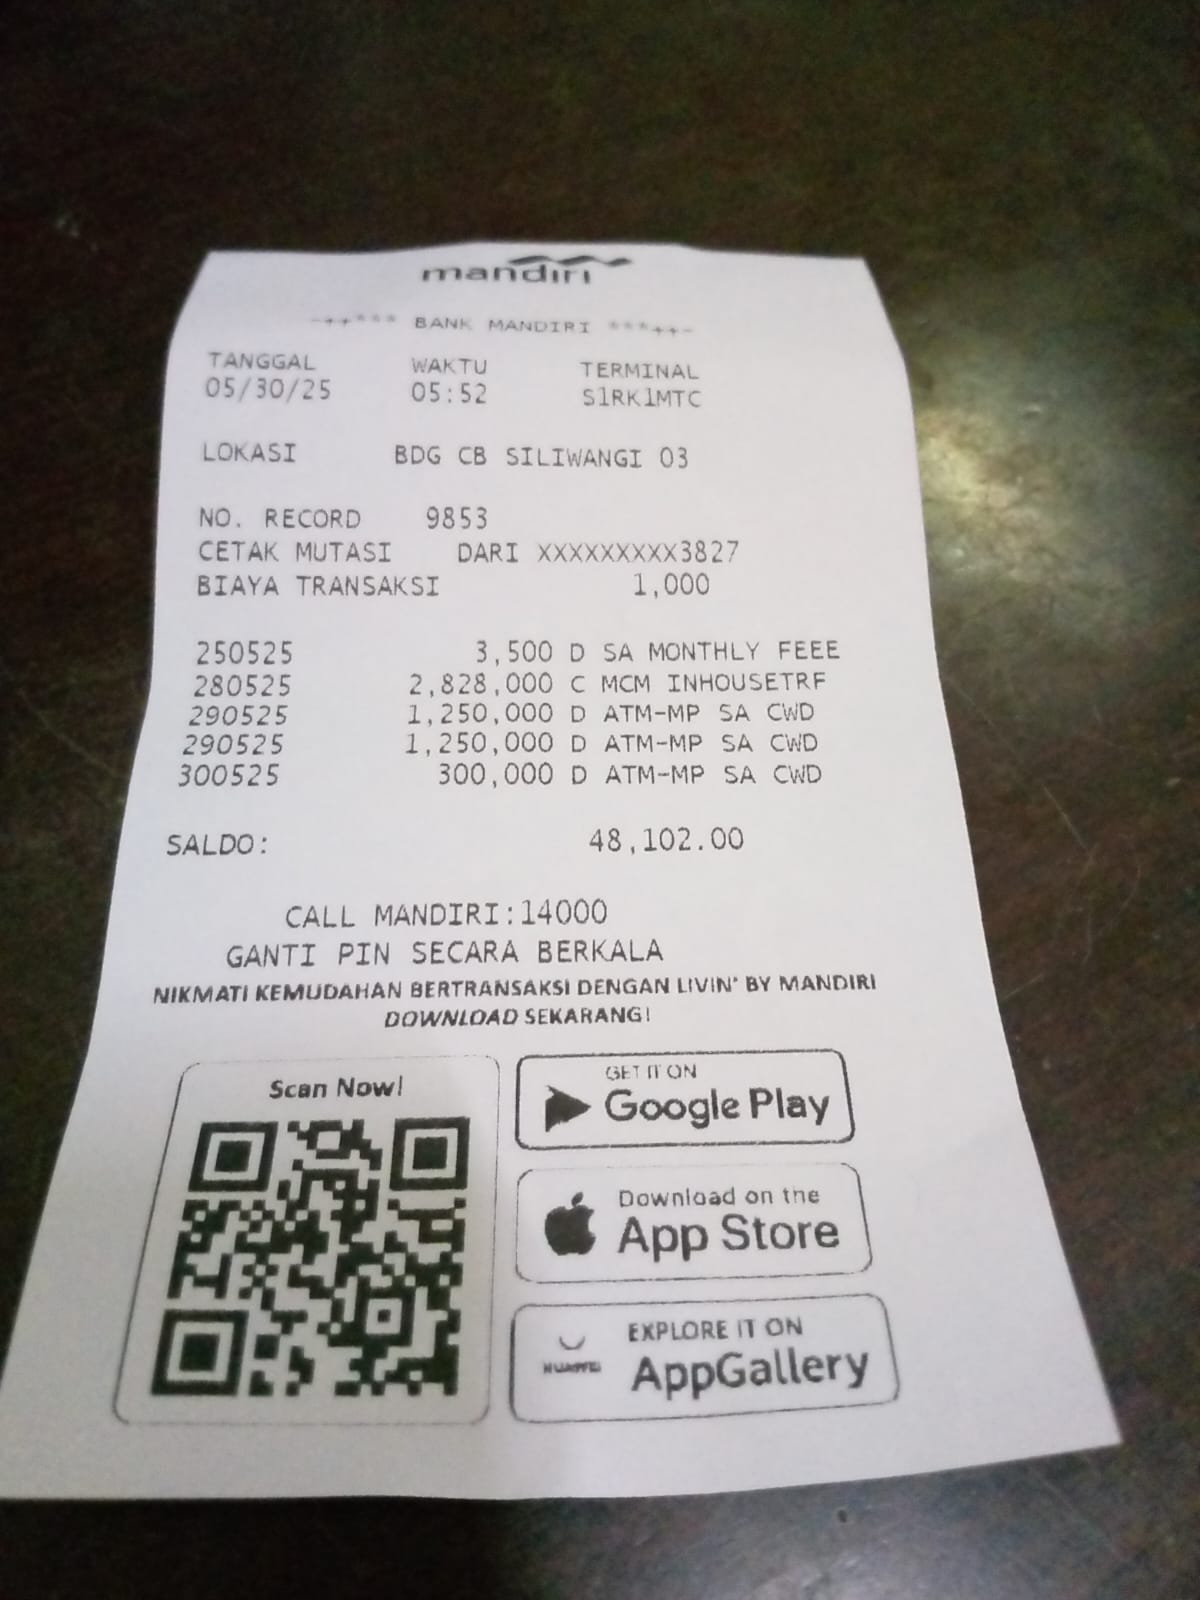 mandiri
-++*** BANK MANDIRI ***++-
TANGGAL WAKTU TERMINAL
05/30/25 05:52 S1RK1MTC
LOKASI BDG CB SILIWANGI 03
NO. RECORD 9853
CETAK MUTASI DARI XXXXXXXXX3827
BIAYA TRANSAKSI 1,000
250525 3,500 D SA MONTHLY FEEE
280525 2,828,000 C MCM INHOUSETRF
290525 1,250,000 D ATM-MP SA CWD
290525 1,250,000 D ATM-MP SA CWD
300525 300,000 D ATM-MP SA CWD
SALDO: 48,102.00
CALL MANDIRI:14000
GANTI PIN SECARA BERKALA
NIKMATI KEMUDAHAN BERTRANSAKSI DENGAN LIVIN' BY MANDIRI
DOWNLOAD SEKARANG!
Scan Now!
GET IT ON
Google Play
Download on the
App Store
HUAWEI
EXPLORE IT ON
AppGallery